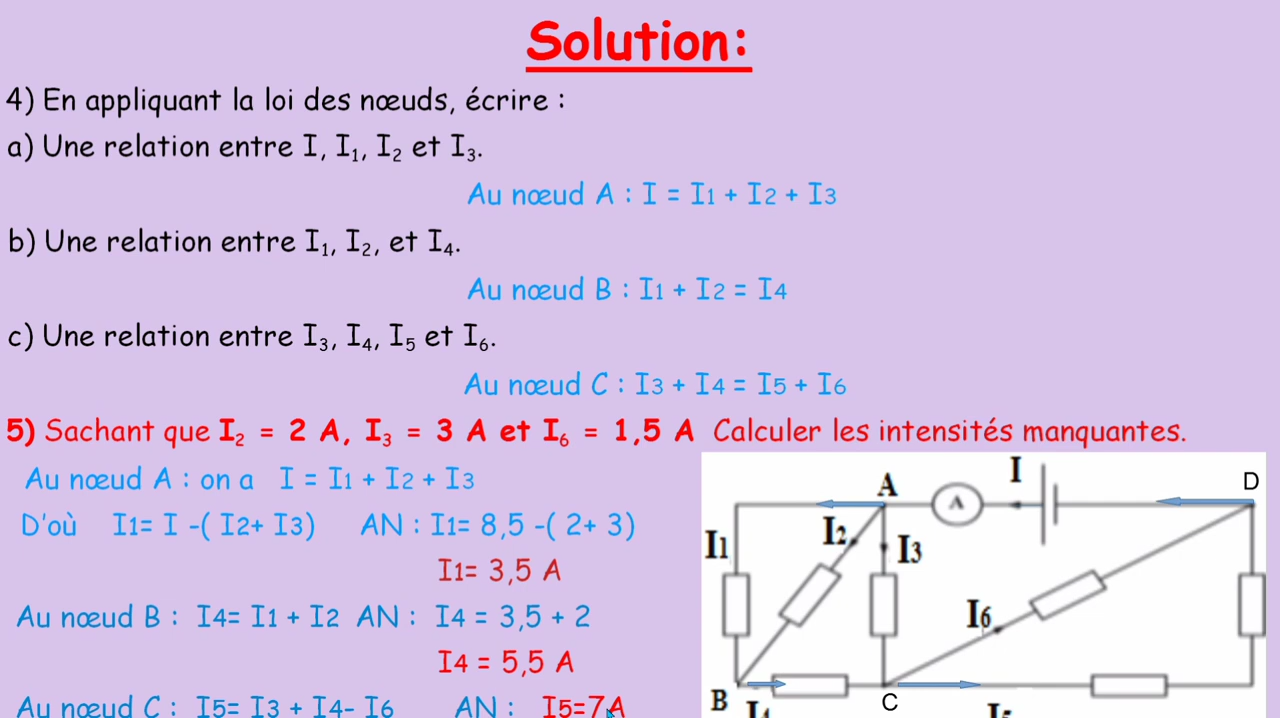 Solution:
4) En appliquant la loi des nœuds, écrire :
a) Une relation entre I, I₁, I₂ et I₃.
Au nœud A : I = I1 + I2 + I3
b) Une relation entre I₁, I₂, et I₄.
Au nœud B : I1 + I2 = I4
c) Une relation entre I₃, I₄, I₅ et I₆.
Au nœud C : I3 + I4 = I5 + I6
5) Sachant que I₂ = 2 A, I₃ = 3 A et I₆ = 1,5 A Calculer les intensités manquantes.
Au nœud A : on a I = I1 + I2 + I3
D'où I1= I -( I2+ I3) AN : I1= 8,5 -( 2+ 3)
I1= 3,5 A
Au nœud B : I4= I1 + I2 AN : I4 = 3,5 + 2
I4 = 5,5 A
Au nœud C : I5= I3 + I4- I6 AN : I5=7A
A
A
I
D
I1
I2
I3
I6
B
C